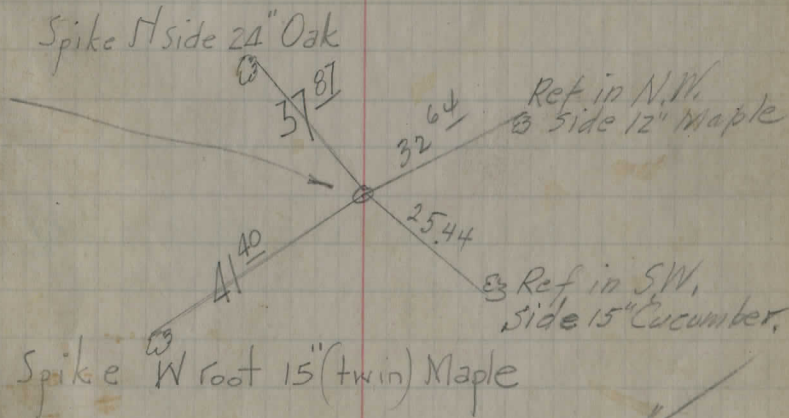 Spike N side 24" Oak
37 87
32 64
Ref in N.W.
side 12" Maple
25.44
41 40
Ref in S.W.
Side 15" Cucumber.
Spike W root 15" (twin) Maple